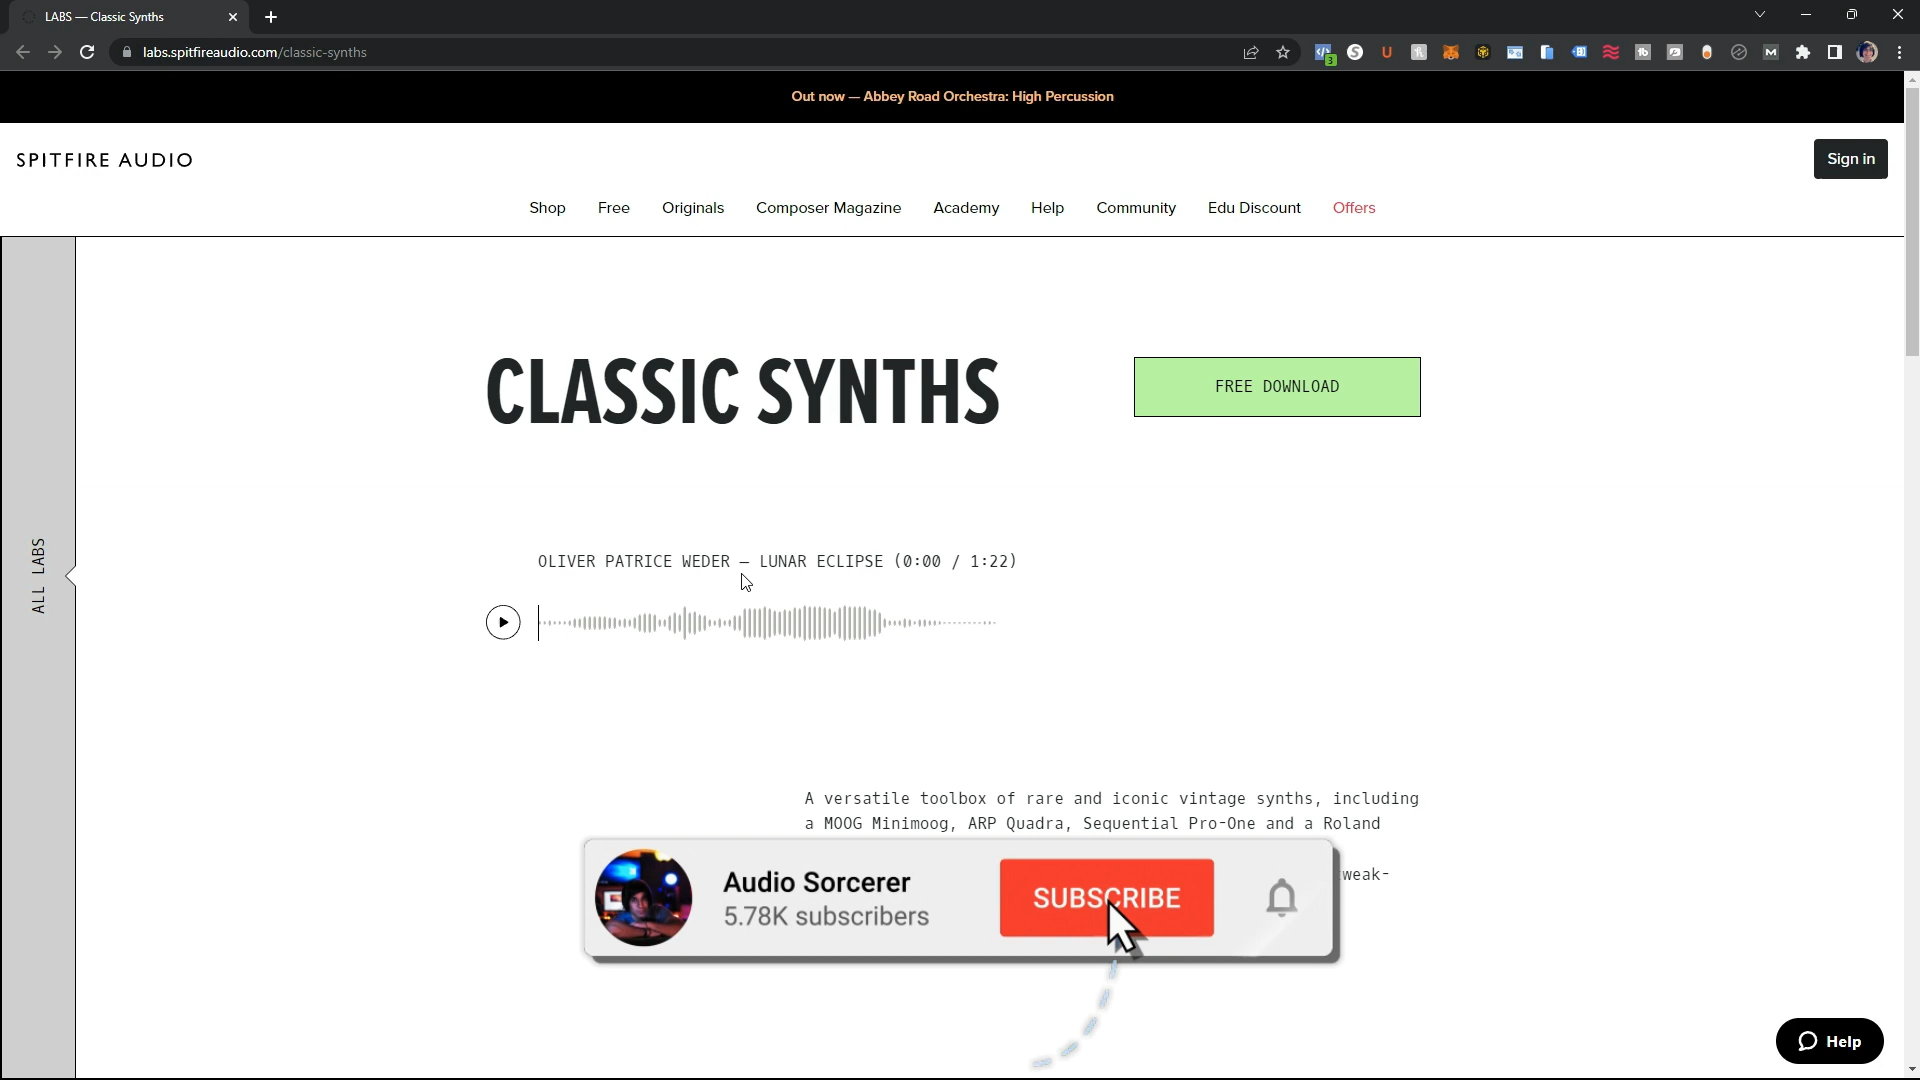 LABS — Classic Synths
labs.spitfireaudio.com/classic-synths
3
Out now — Abbey Road Orchestra: High Percussion
SPITFIRE AUDIO
Sign in
Shop Free Originals Composer Magazine Academy Help Community Edu Discount Offers
CLASSIC SYNTHS
FREE DOWNLOAD
OLIVER PATRICE WEDER — LUNAR ECLIPSE (0:00 / 1:22)
ALL LABS
A versatile toolbox of rare and iconic vintage synths, including
a MOOG Minimoog, ARP Quadra, Sequential Pro-One and a Roland
weak-
Audio Sorcerer
5.78K subscribers
SUBSCRIBE
Help